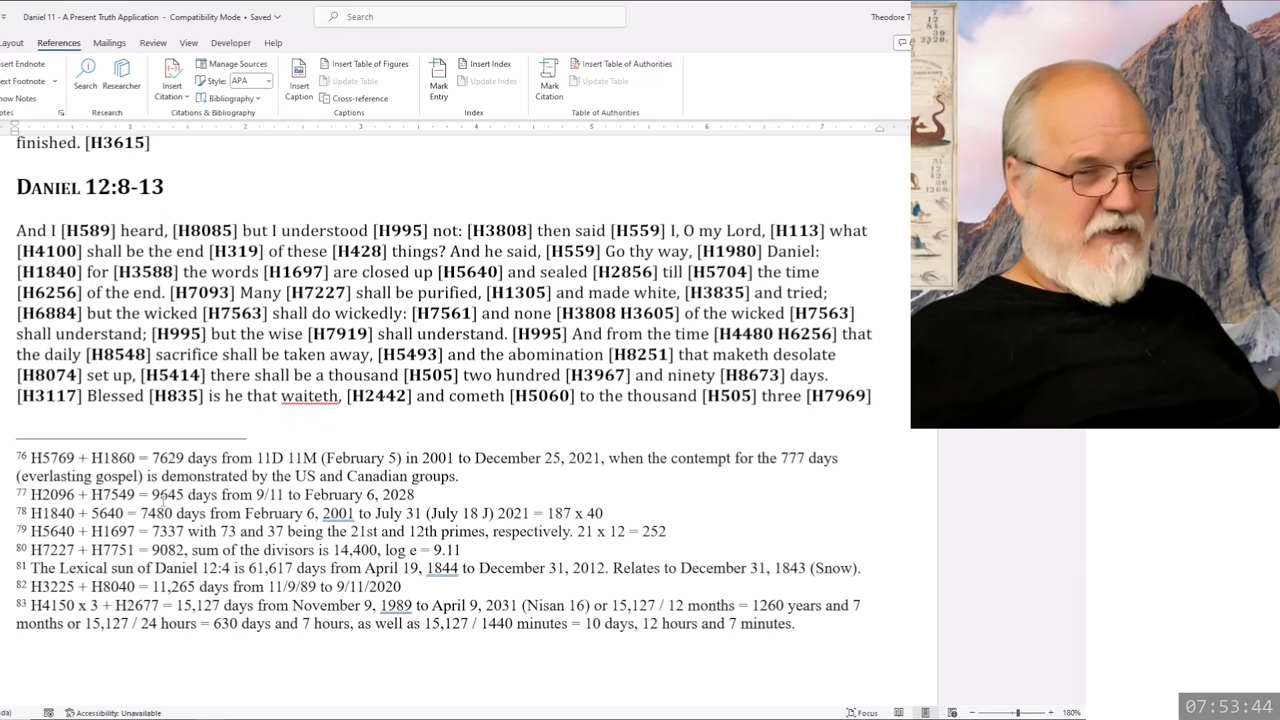 Daniel 11 - A Present Truth Application - Compatibility Mode • Saved
Search
Theodore T
Layout References Mailings Review View Developer Help
Insert Endnote
ext Footnote
how Notes
Search
Researcher
Research
Insert Citation
Manage Sources
Style APA
Bibliography
Citations & Bibliography
Insert Caption
Insert Table of Figures
Update Table
Cross-reference
Captions
Mark Entry
Insert Index
Update Index
Index
Mark Citation
Insert Table of Authorities
Update Table
Table of Authorities
finished. [H3615]
DANIEL 12:8-13
And I [H589] heard, [H8085] but I understood [H995] not: [H3808] then said [H559] I, O my Lord, [H113] what
[H4100] shall be the end [H319] of these [H428] things? And he said, [H559] Go thy way, [H1980] Daniel:
[H1840] for [H3588] the words [H1697] are closed up [H5640] and sealed [H2856] till [H5704] the time
[H6256] of the end. [H7093] Many [H7227] shall be purified, [H1305] and made white, [H3835] and tried;
[H6884] but the wicked [H7563] shall do wickedly: [H7561] and none [H3808 H3605] of the wicked [H7563]
shall understand; [H995] but the wise [H7919] shall understand. [H995] And from the time [H4480 H6256] that
the daily [H8548] sacrifice shall be taken away, [H5493] and the abomination [H8251] that maketh desolate
[H8074] set up, [H5414] there shall be a thousand [H505] two hundred [H3967] and ninety [H8673] days.
[H3117] Blessed [H835] is he that waiteth, [H2442] and cometh [H5060] to the thousand [H505] three [H7969]
76 H5769 + H1860 = 7629 days from 11D 11M (February 5) in 2001 to December 25, 2021, when the contempt for the 777 days
(everlasting gospel) is demonstrated by the US and Canadian groups.
77 H2096 + H7549 = 9645 days from 9/11 to February 6, 2028
78 H1840 + 5640 = 7480 days from February 6, 2001 to July 31 (July 18 J) 2021 = 187 x 40
79 H5640 + H1697 = 7337 with 73 and 37 being the 21st and 12th primes, respectively. 21 x 12 = 252
80 H7227 + H7751 = 9082, sum of the divisors is 14,400, log e = 9.11
81 The Lexical sun of Daniel 12:4 is 61,617 days from April 19, 1844 to December 31, 2012. Relates to December 31, 1843 (Snow).
82 H3225 + H8040 = 11,265 days from 11/9/89 to 9/11/2020
83 H4150 x 3 + H2677 = 15,127 days from November 9, 1989 to April 9, 2031 (Nisan 16) or 15,127 / 12 months = 1260 years and 7
months or 15,127 / 24 hours = 630 days and 7 hours, as well as 15,127 / 1440 minutes = 10 days, 12 hours and 7 minutes.
Accessibility: Unavailable
Focus
180%
07:53:44